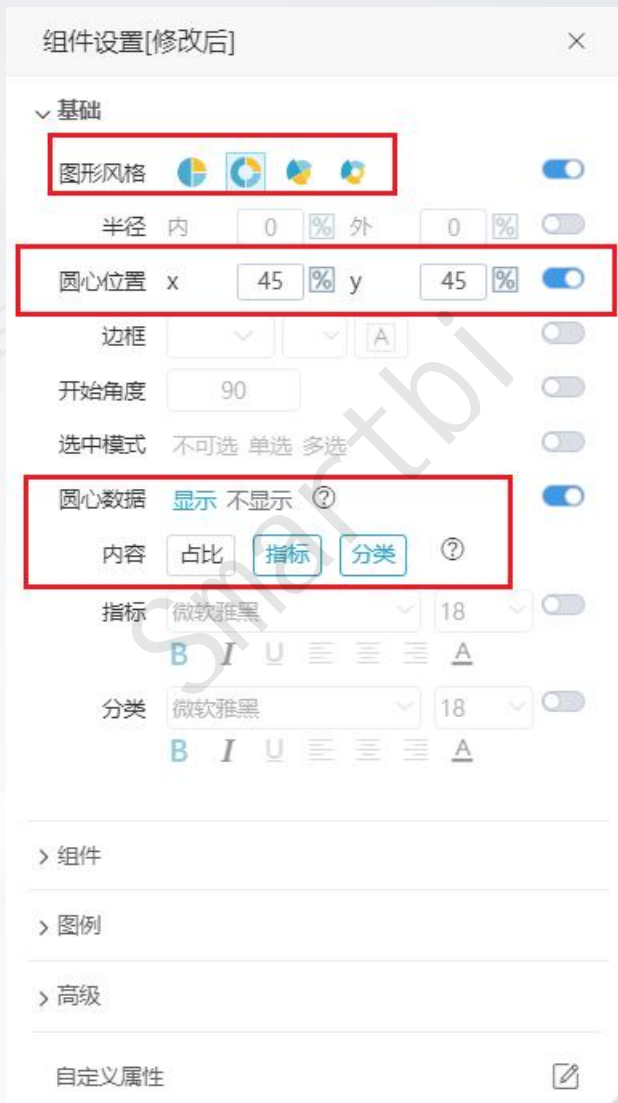 组件设置[修改后]
基础
图形风格
半径 内 0 % 外 0 %
圆心位置 x 45 % y 45 %
边框 A
开始角度 90
选中模式 不可选 单选 多选
圆心数据 显示 不显示 ?
内容 占比 指标 分类 ?
指标 微软雅黑 18
B I U A
分类 微软雅黑 18
B I U A
组件
图例
高级
自定义属性
Smartbi